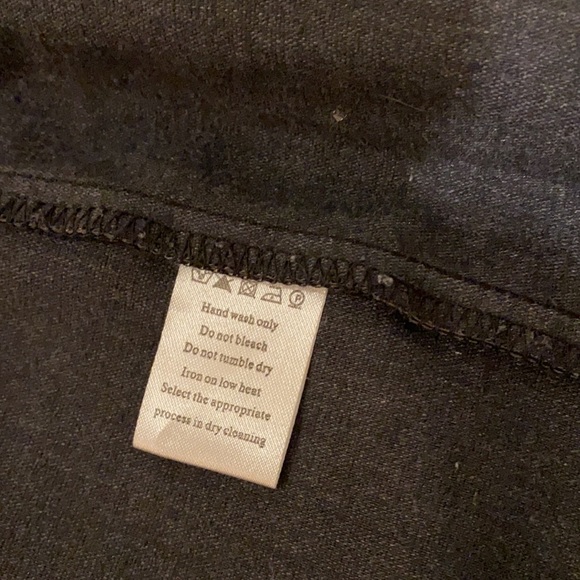 Hand wash only
Do not bleach
Do not tumble dry
Iron on low heat
Select the appropriate
process in dry cleaning